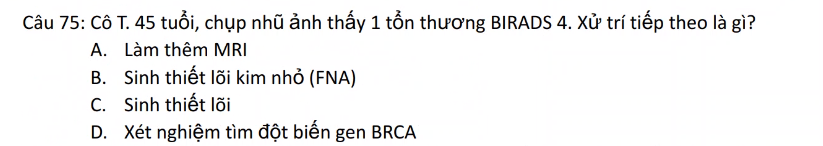 Câu 75: Cô T. 45 tuổi, chụp nhũ ảnh thấy 1 tổn thương BIRADS 4. Xử trí tiếp theo là gì?
A. Làm thêm MRI
B. Sinh thiết lõi kim nhỏ (FNA)
C. Sinh thiết lõi
D. Xét nghiệm tìm đột biến gen BRCA